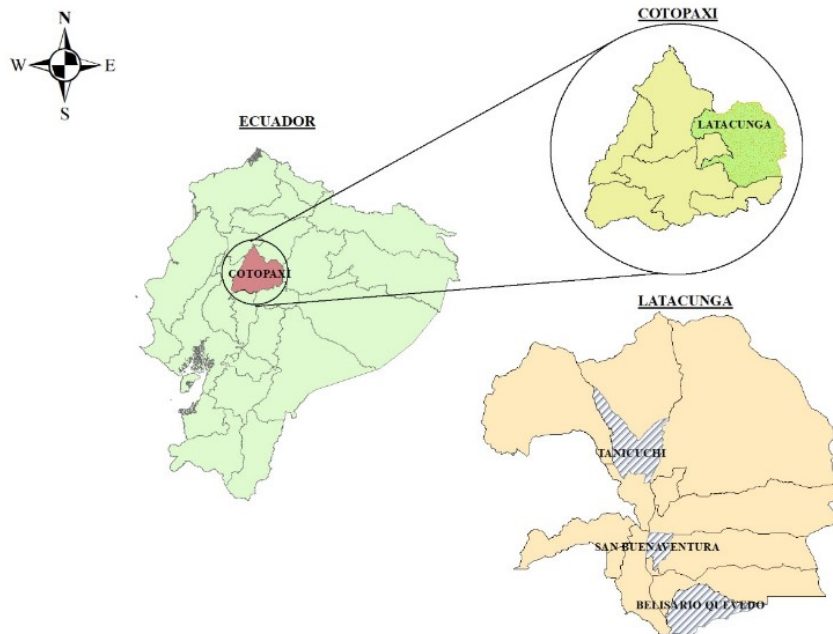 N
W E
S
ECUADOR
COTOPAXI
COTOPAXI
LATACUNGA
LATACUNGA
TANICUCHI
SAN BUENAVENTURA
BELISARIO QUEVEDO